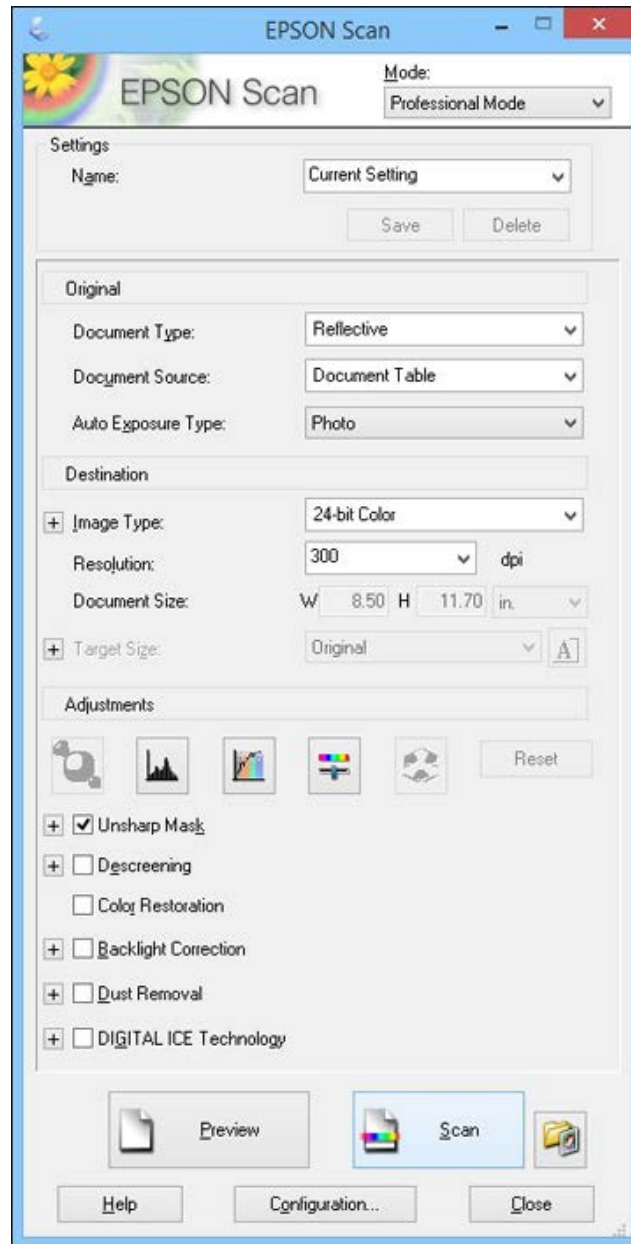 EPSON Scan
EPSON Scan
Mode:
Professional Mode
Settings
Name: Current Setting
Save Delete
Original
Document Type: Reflective
Document Source: Document Table
Auto Exposure Type: Photo
Destination
+ Image Type: 24-bit Color
Resolution: 300 dpi
Document Size: W 8.50 H 11.70 in.
+ Target Size: Original A
Adjustments
Reset
+ Unsharp Mask
+ Descreening
Color Restoration
+ Backlight Correction
+ Dust Removal
+ DIGITAL ICE Technology
Preview Scan
Help Configuration... Close